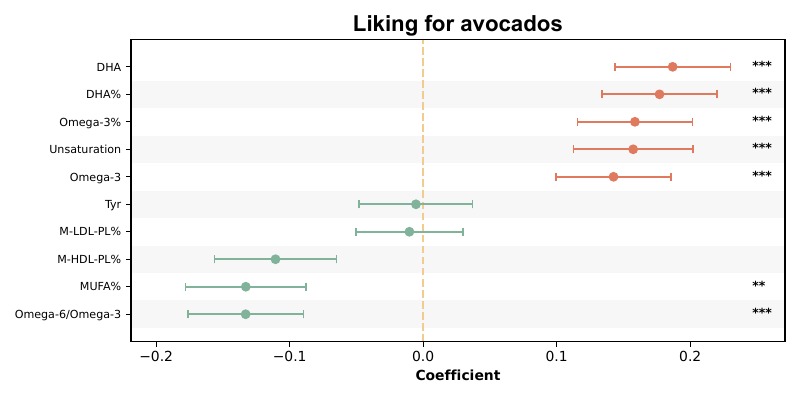 Liking for avocados
DHA ***
DHA% ***
Omega-3% ***
Unsaturation ***
Omega-3 ***
Tyr
M-LDL-PL%
M-HDL-PL%
MUFA% **
Omega-6/Omega-3 ***
−0.2 −0.1 0.0 0.1 0.2
Coefficient